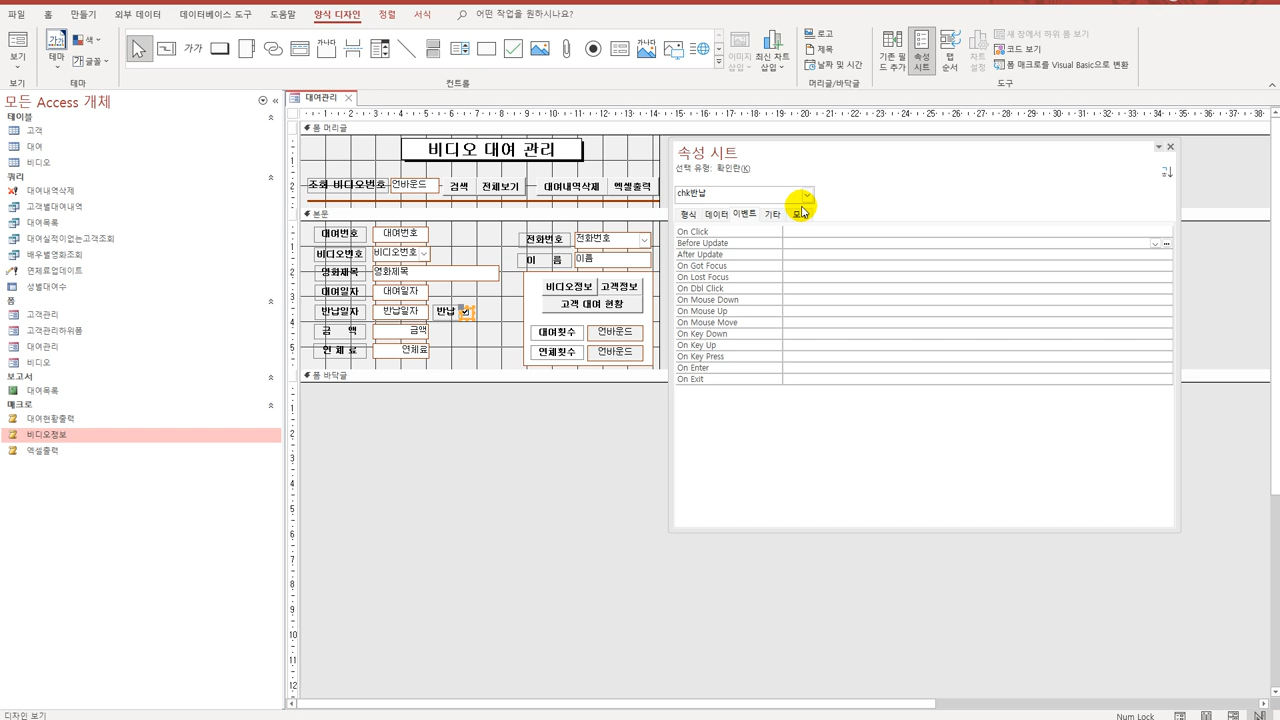 파일 홈 만들기 외부 데이터 데이터베이스 도구 도움말 양식 디자인 정렬 서식 어떤 작업을 원하시나요?
보기
보기
테마
색
글꼴
테마
가가
가나다
컨트롤
이미지 삽입
최신 차트 삽입
로고
제목
날짜 및 시간
머리글/바닥글
기존 필드 추가
속성 시트
탭 순서
차트 설정
새 창에서 하위 폼 보기
코드 보기
폼 매크로를 Visual Basic으로 변환
도구
모든 Access 개체
테이블
고객
대여
비디오
쿼리
대여내역삭제
고객별대여내역
대여목록
대여실적이없는고객조회
배우별영화조회
연체료업데이트
성별대여수
폼
고객관리
고객관리하위폼
대여관리
비디오
보고서
대여목록
매크로
대여현황출력
비디오정보
엑셀출력
대여관리
폼 머리글
비디오 대여 관리
조회 비디오번호 언바운드 검색 전체보기 대여내역삭제 엑셀출력
본문
대여번호 대여번호 전화번호 전화번호
비디오번호 비디오번호 이 름 이름
영화제목 영화제목
대여일자 대여일자 비디오정보 고객정보
반납일자 반납일자 반납 고객 대여 현황
금 액 금액 대여횟수 언바운드
연 체 료 연체료 연체횟수 언바운드
폼 바닥글
속성 시트
선택 유형: 확인란(K)
chk반납
형식 데이터 이벤트 기타
On Click
Before Update
After Update
On Got Focus
On Lost Focus
On Dbl Click
On Mouse Down
On Mouse Up
On Mouse Move
On Key Down
On Key Up
On Key Press
On Enter
On Exit
디자인 보기
Num Lock